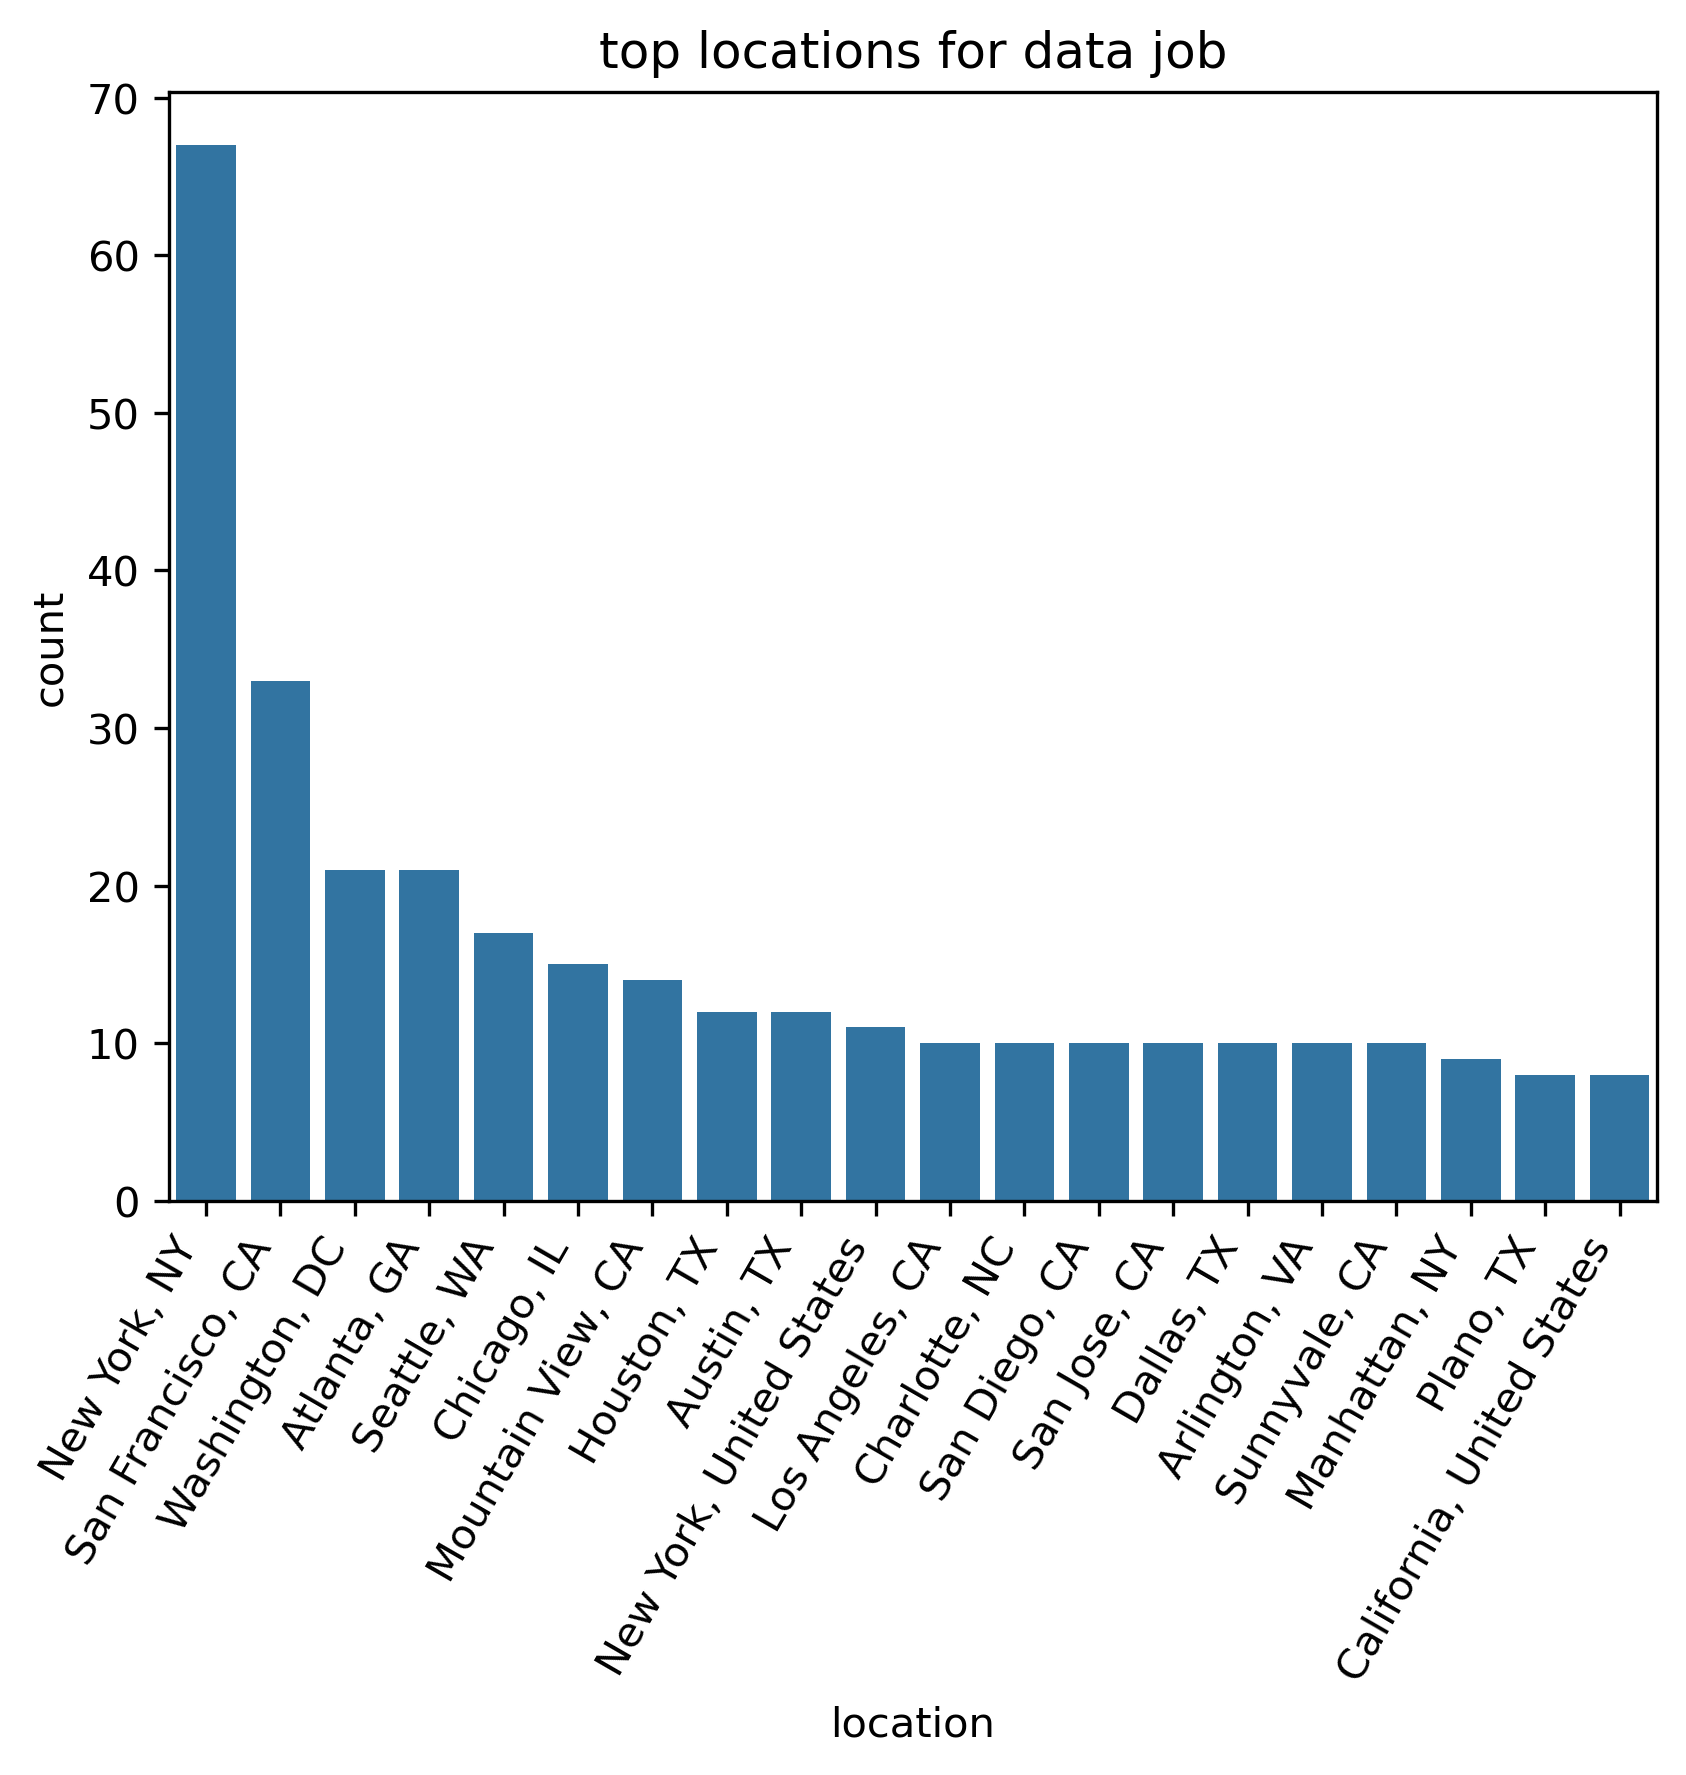 top locations for data job
70
60
50
40
30
20
10
0
count
New York, NY
San Francisco, CA
Washington, DC
Atlanta, GA
Seattle, WA
Chicago, IL
Mountain View, CA
Houston, TX
Austin, TX
New York, United States
Los Angeles, CA
Charlotte, NC
San Diego, CA
San Jose, CA
Dallas, TX
Arlington, VA
Sunnyvale, CA
Manhattan, NY
Plano, TX
California, United States
location